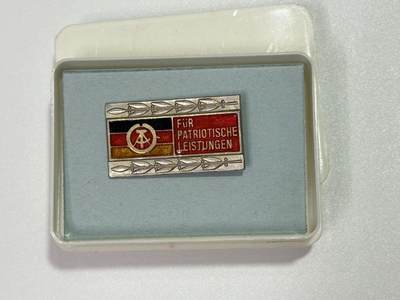 FÜR
PATRIOTISCHE
LEISTUNGEN